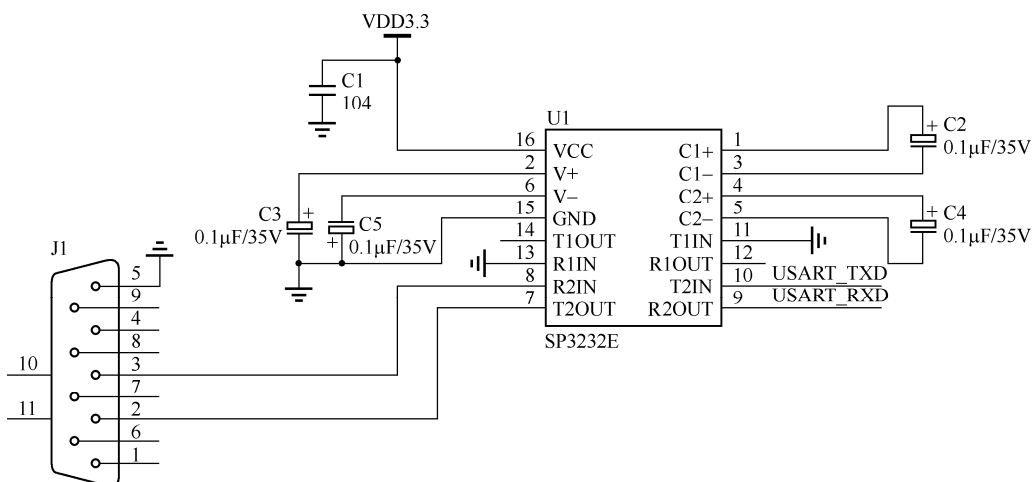 VDD3.3
C1
104
U1
16 VCC C1+ 1
2 V+ C1− 3
6 V− C2+ 4
15 GND C2− 5
14 T1OUT T1IN 11
13 R1IN R1OUT 12
8 R2IN T2IN 10 USART_TXD
7 T2OUT R2OUT 9 USART_RXD
SP3232E
+ C2
0.1μF/35V
+ C4
0.1μF/35V
C3 +
0.1μF/35V
C5
+ 0.1μF/35V
J1
5
9
4
8
10 3
7
11 2
6
1